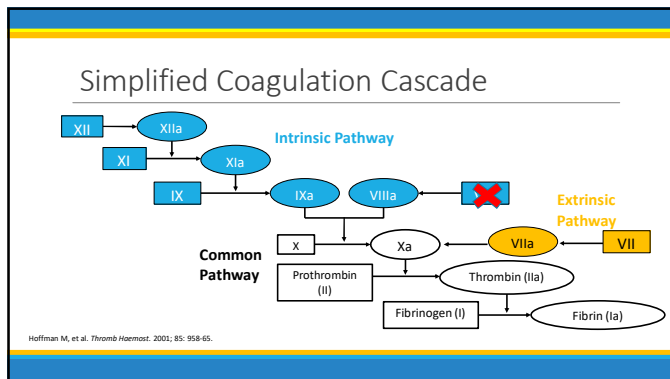 Simplified Coagulation Cascade
XII
XIIa
Intrinsic Pathway
XI
XIa
IX
IXa
VIIIa
Extrinsic
Pathway
Common
Pathway
X
Xa
VIIa
VII
Prothrombin
(II)
Thrombin (IIa)
Fibrinogen (I)
Fibrin (Ia)
Hoffman M, et al. Thromb Haemost. 2001; 85: 958-65.